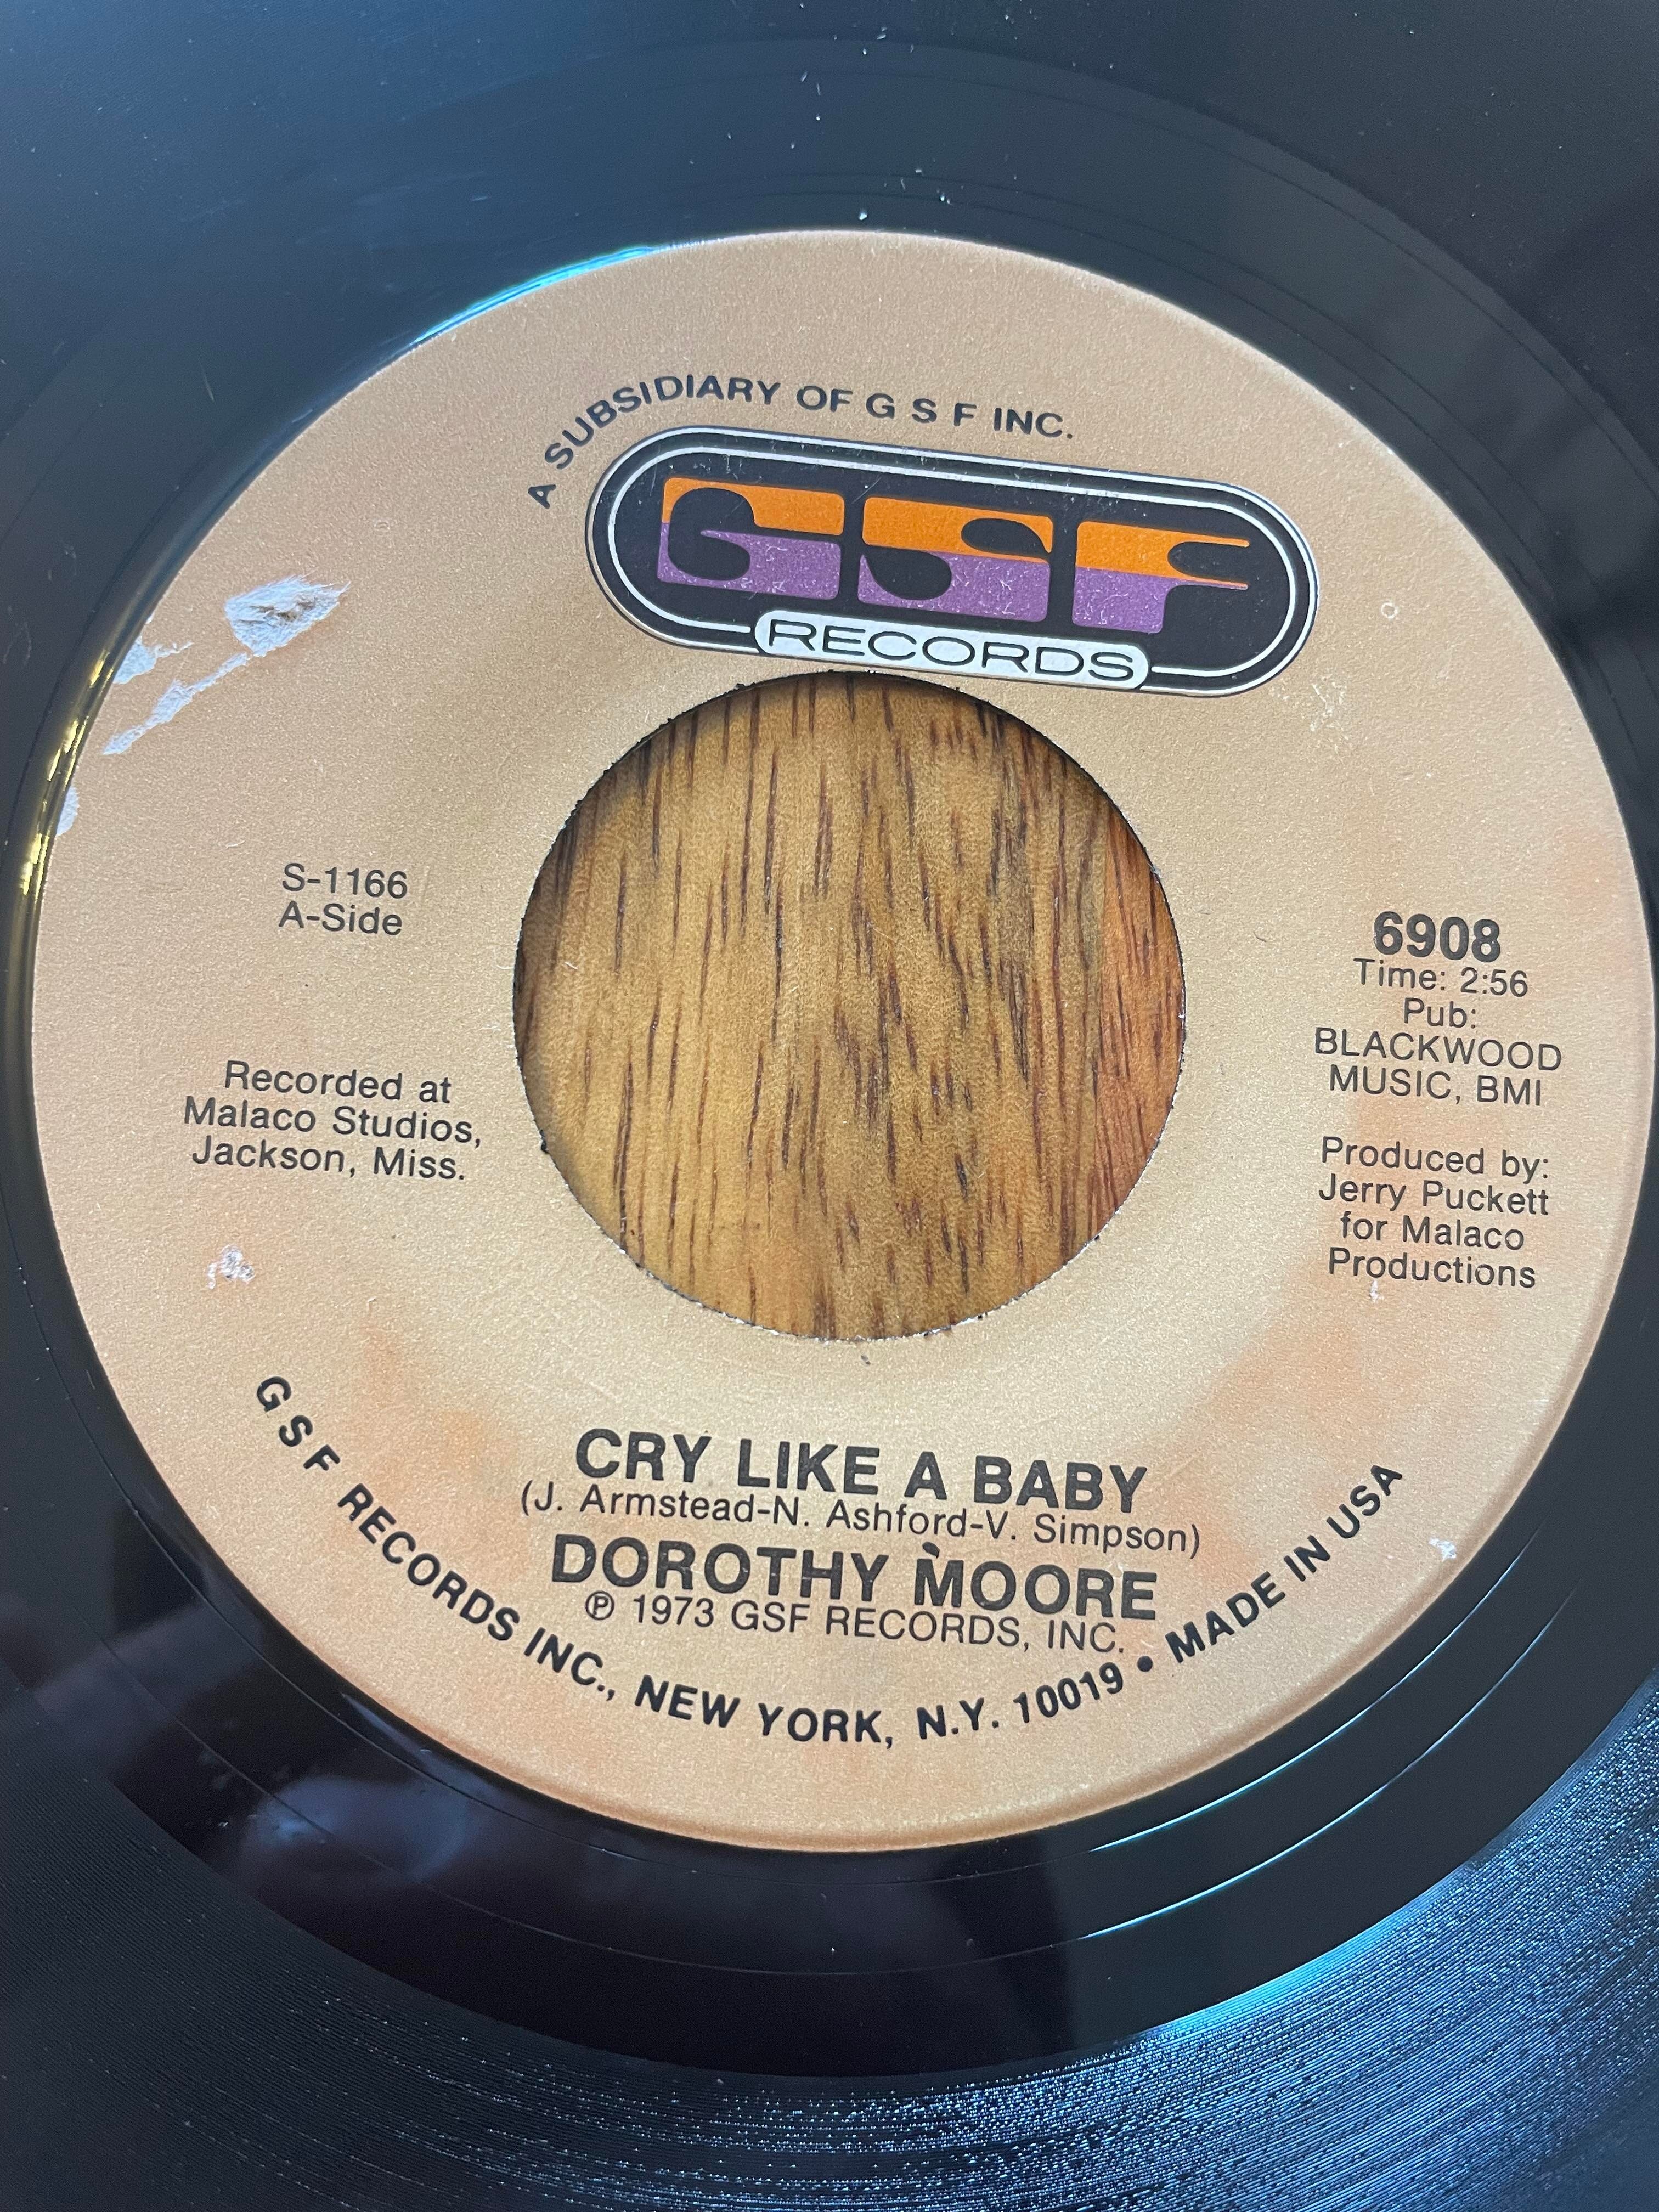 A SUBSIDIARY OF G S F INC.
GSF
RECORDS
S-1166
A-Side
Recorded at
Malaco Studios,
Jackson, Miss.
6908
Time: 2:56
Pub:
BLACKWOOD
MUSIC, BMI
Produced by:
Jerry Puckett
for Malaco
Productions
CRY LIKE A BABY
(J. Armstead-N. Ashford-V. Simpson)
DOROTHY MOORE
℗ 1973 GSF RECORDS, INC.
G S F RECORDS INC., NEW YORK, N.Y. 10019 • MADE IN USA